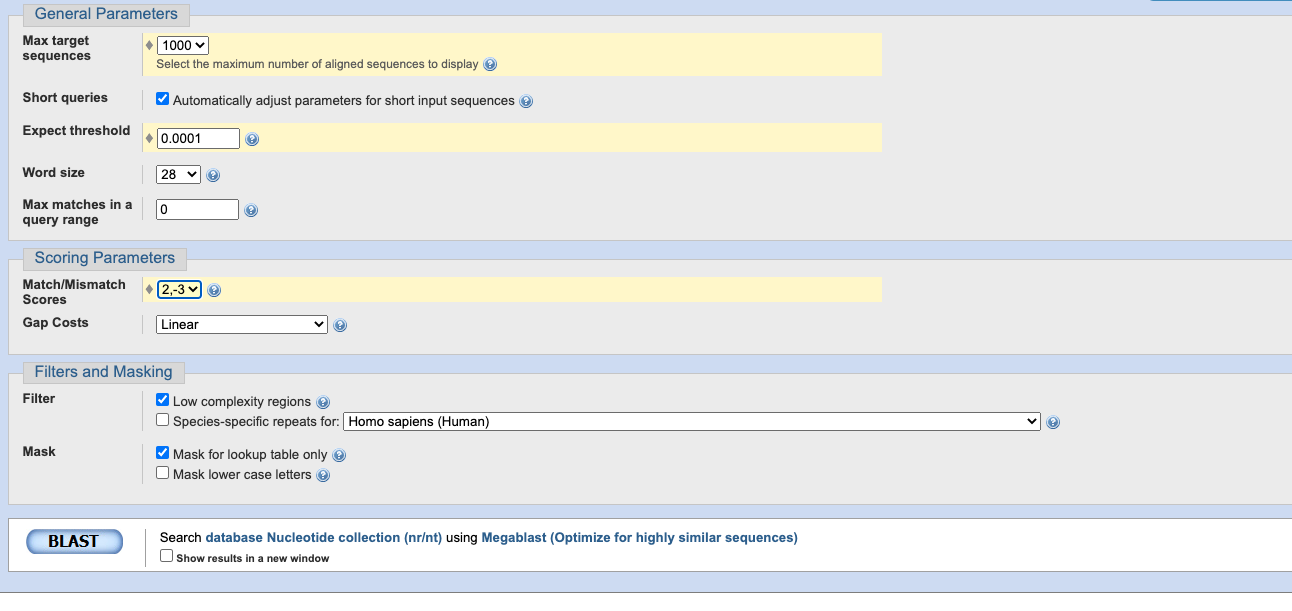 General Parameters
Max target
sequences
1000
Select the maximum number of aligned sequences to display
Short queries
Automatically adjust parameters for short input sequences
Expect threshold
0.0001
Word size
28
Max matches in a
query range
0
Scoring Parameters
Match/Mismatch
Scores
2,-3
Gap Costs
Linear
Filters and Masking
Filter
Low complexity regions
Species-specific repeats for: Homo sapiens (Human)
Mask
Mask for lookup table only
Mask lower case letters
BLAST
Search database Nucleotide collection (nr/nt) using Megablast (Optimize for highly similar sequences)
Show results in a new window